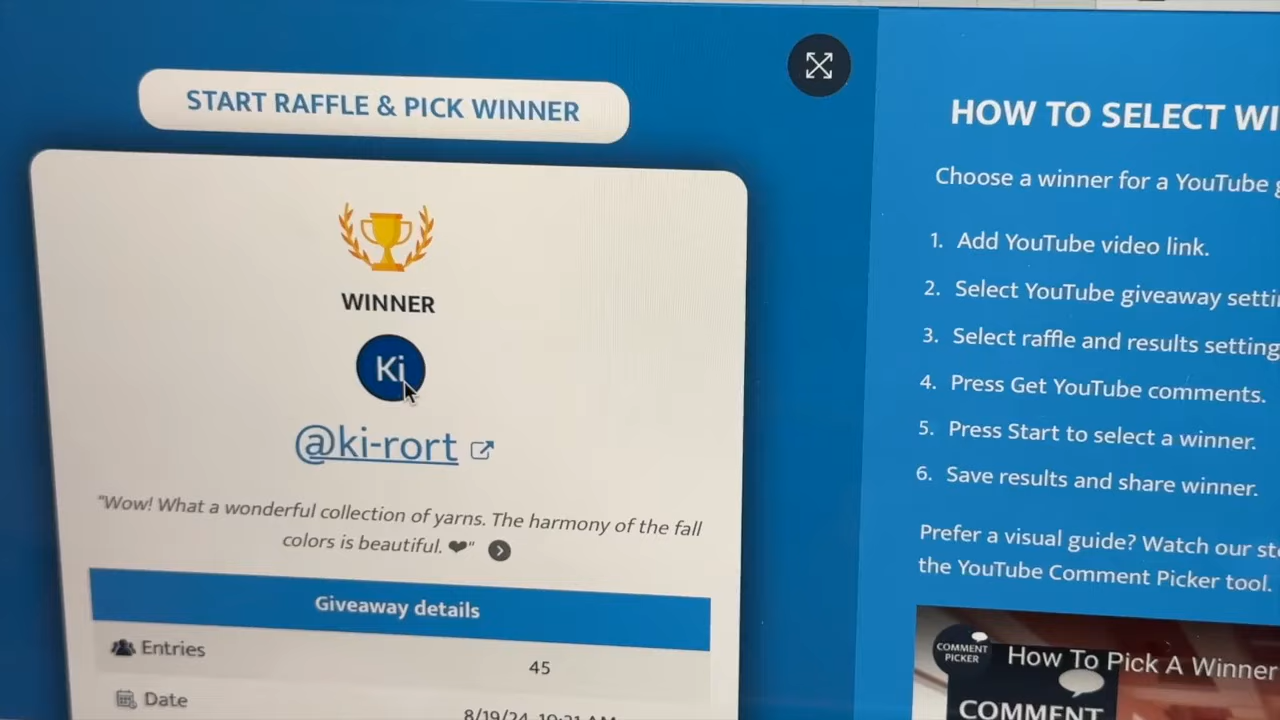 START RAFFLE & PICK WINNER
WINNER
Ki
@ki-rort
"Wow! What a wonderful collection of yarns. The harmony of the fall
colors is beautiful. ❤"
Giveaway details
Entries
45
Date
8/19/24,
HOW TO SELECT
Choose a winner for a YouTube
1. Add YouTube video link.
2. Select YouTube giveaway
3. Select raffle and results
4. Press Get YouTube comments.
5. Press Start to select a winner.
6. Save results and share winner.
Prefer a visual guide? Watch our
the YouTube Comment Picker tool.
COMMENT
PICKER
How To Pick A Winner
COMMENT